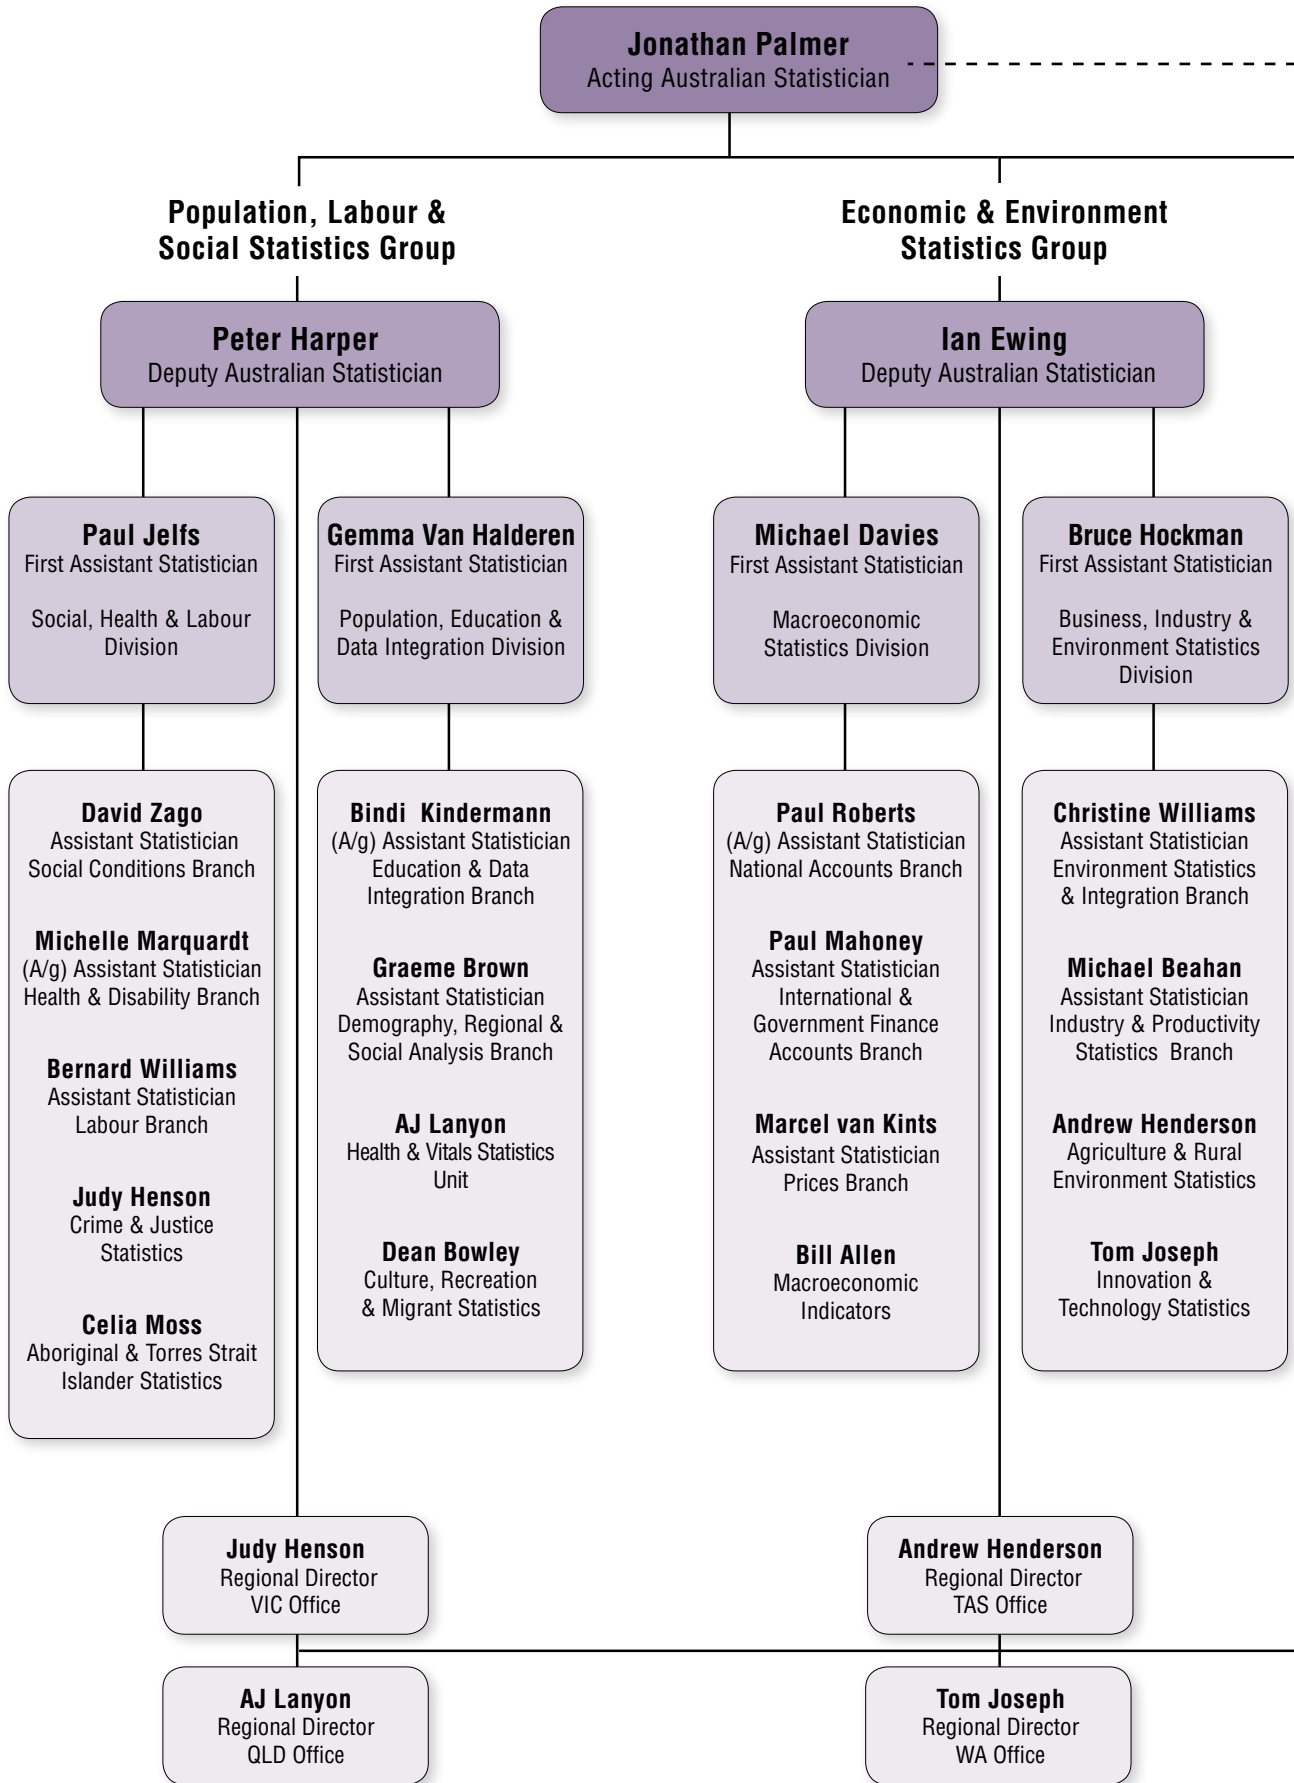 Jonathan Palmer
Acting Australian Statistician
Population, Labour &
Social Statistics Group
Economic & Environment
Statistics Group
Peter Harper
Deputy Australian Statistician
Ian Ewing
Deputy Australian Statistician
Paul Jelfs
First Assistant Statistician
Social, Health & Labour
Division
Gemma Van Halderen
First Assistant Statistician
Population, Education &
Data Integration Division
Michael Davies
First Assistant Statistician
Macroeconomic
Statistics Division
Bruce Hockman
First Assistant Statistician
Business, Industry &
Environment Statistics
Division
David Zago
Assistant Statistician
Social Conditions Branch
Michelle Marquardt
(A/g) Assistant Statistician
Health & Disability Branch
Bernard Williams
Assistant Statistician
Labour Branch
Judy Henson
Crime & Justice
Statistics
Celia Moss
Aboriginal & Torres Strait
Islander Statistics
Bindi Kindermann
(A/g) Assistant Statistician
Education & Data
Integration Branch
Graeme Brown
Assistant Statistician
Demography, Regional &
Social Analysis Branch
AJ Lanyon
Health & Vitals Statistics
Unit
Dean Bowley
Culture, Recreation
& Migrant Statistics
Paul Roberts
(A/g) Assistant Statistician
National Accounts Branch
Paul Mahoney
Assistant Statistician
International &
Government Finance
Accounts Branch
Marcel van Kints
Assistant Statistician
Prices Branch
Bill Allen
Macroeconomic
Indicators
Christine Williams
Assistant Statistician
Environment Statistics
& Integration Branch
Michael Beahan
Assistant Statistician
Industry & Productivity
Statistics Branch
Andrew Henderson
Agriculture & Rural
Environment Statistics
Tom Joseph
Innovation &
Technology Statistics
Judy Henson
Regional Director
VIC Office
Andrew Henderson
Regional Director
TAS Office
AJ Lanyon
Regional Director
QLD Office
Tom Joseph
Regional Director
WA Office